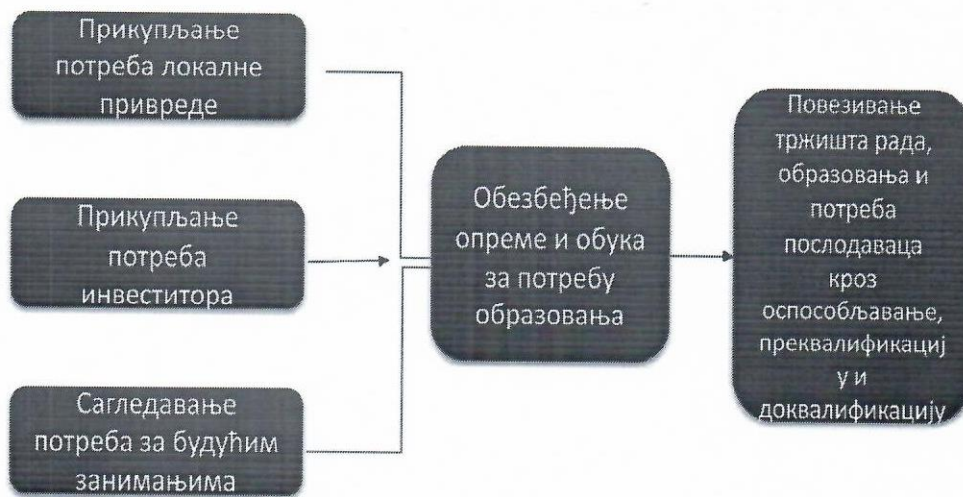 Прикупљање
потреба локалне
привреде
Прикупљање
потреба
инвеститора
Сагледавање
потреба за будућим
занимањима
Обезбеђење
опреме и обука
за потребу
образовања
Повезивање
тржишта рада,
образовања и
потреба
послодаваца
кроз
оспособљавање,
преквалификациј
у и
доквалификацију